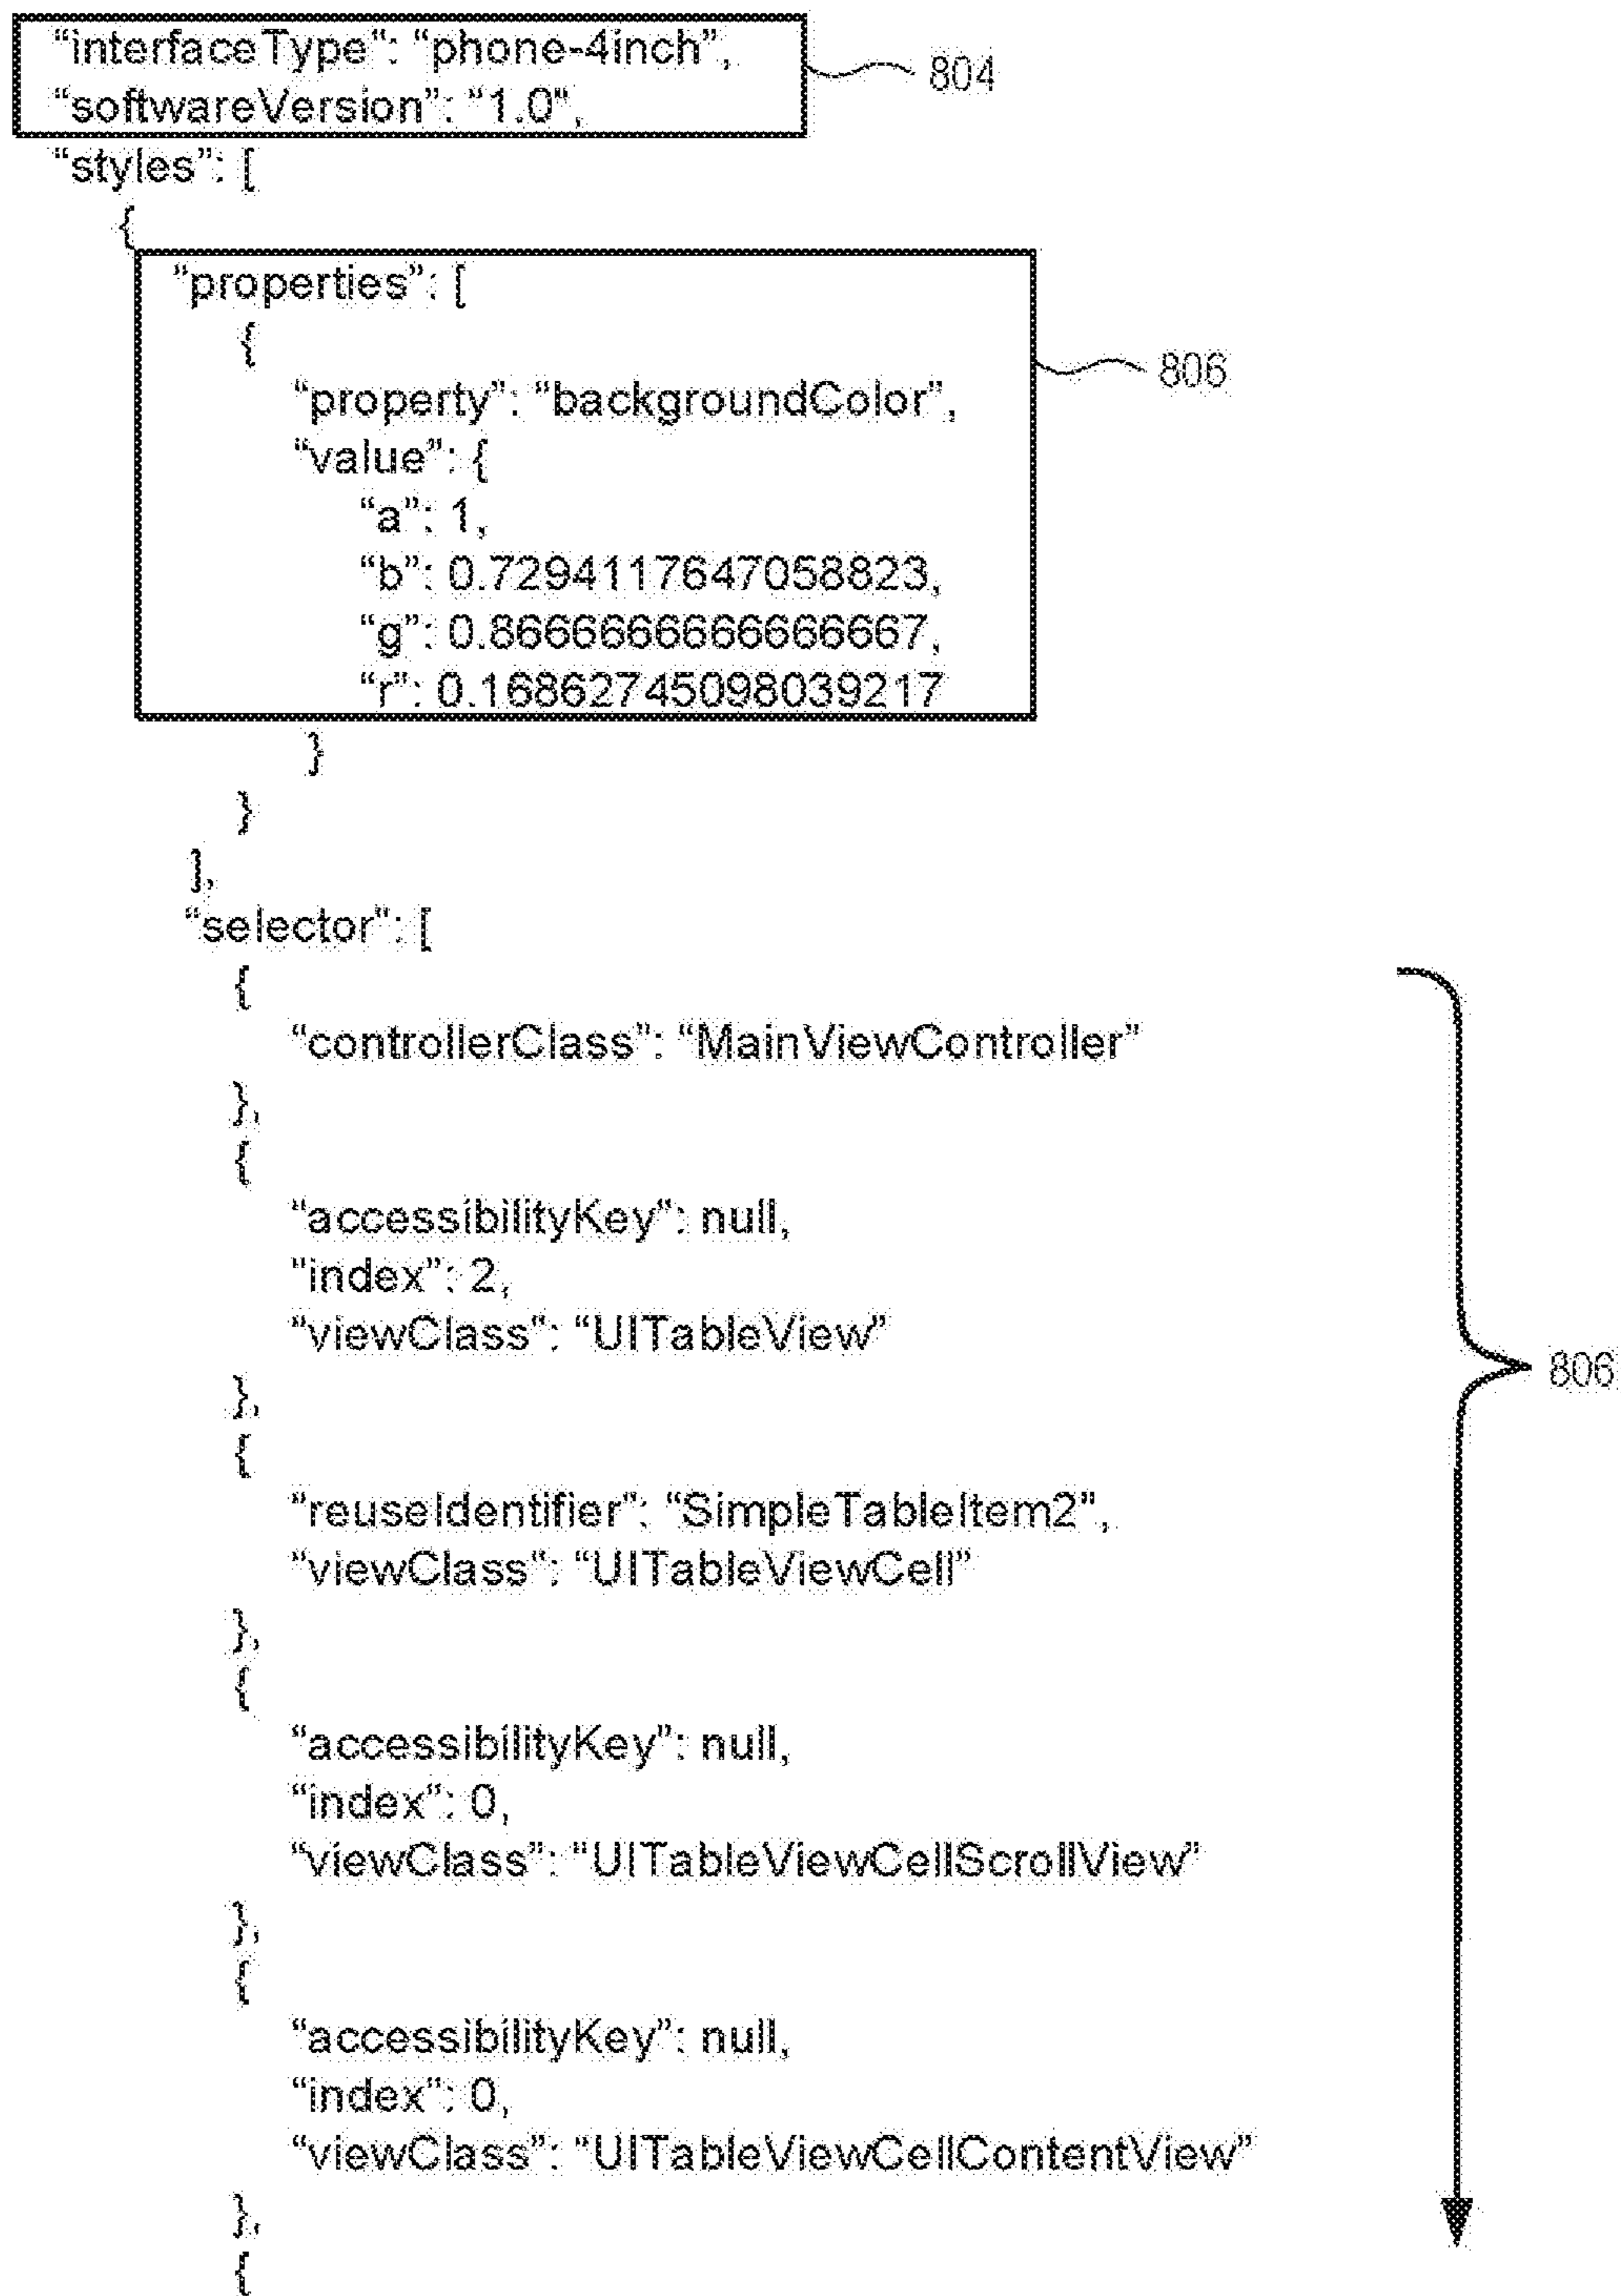 “interfaceType”: “phone-4inch”, 804
“softwareVersion”: “1.0”,
“styles”: [
{
“properties”: [
{ 806
“property”: “backgroundColor”,
“value”: {
“a”: 1,
“b”: 0.7294117647058823,
“g”: 0.8666666666666667,
“r”: 0.168627450980392​17
}
}
],
“selector”: [
{
“controllerClass”: “MainViewController”
},
{
“accessibilityKey”: null,
“index”: 2,
“viewClass”: “UITableView” 806
},
{
“reuseIdentifier”: “SimpleTableItem2”,
“viewClass”: “UITableViewCell”
},
{
“accessibilityKey”: null,
“index”: 0,
“viewClass”: “UITableViewCellScrollView”
},
{
“accessibilityKey”: null,
“index”: 0,
“viewClass”: “UITableViewCellContentView”
},
{